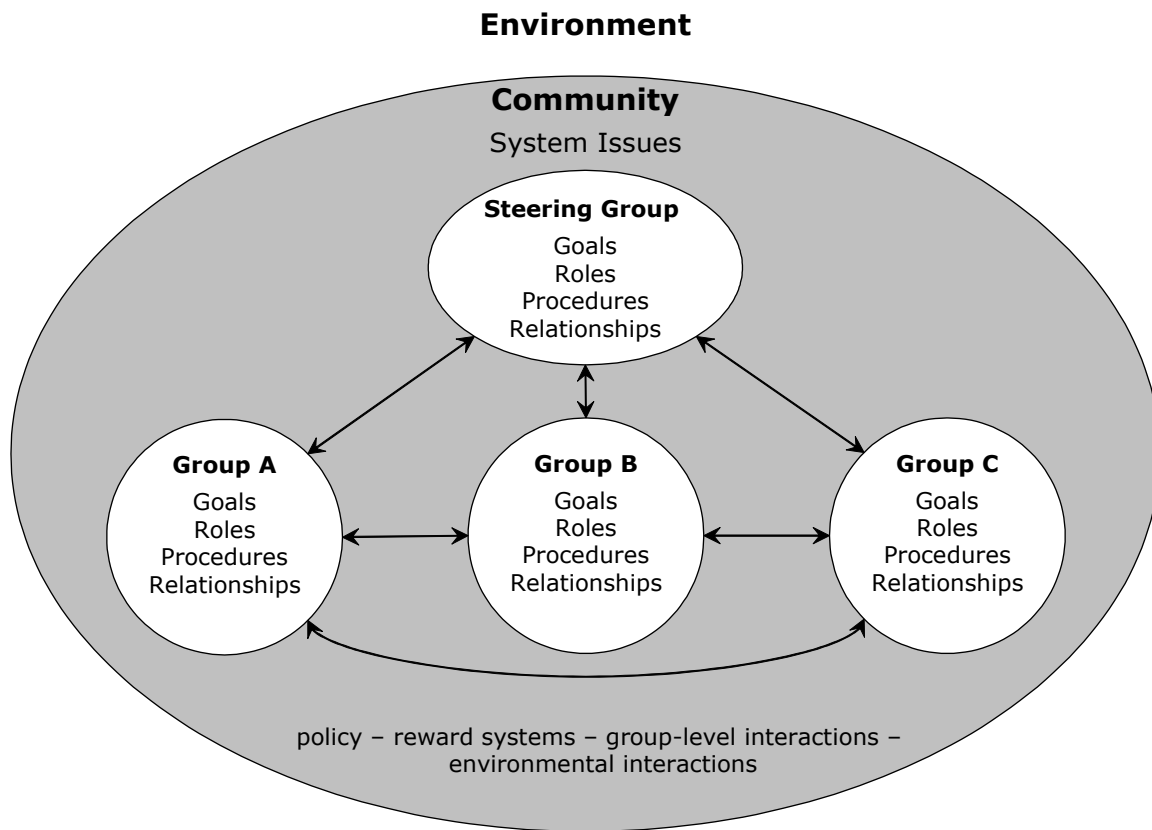 Environment
Community
System Issues
Steering Group
Goals
Roles
Procedures
Relationships
Group A
Goals
Roles
Procedures
Relationships
Group B
Goals
Roles
Procedures
Relationships
Group C
Goals
Roles
Procedures
Relationships
policy – reward systems – group-level interactions –
environmental interactions